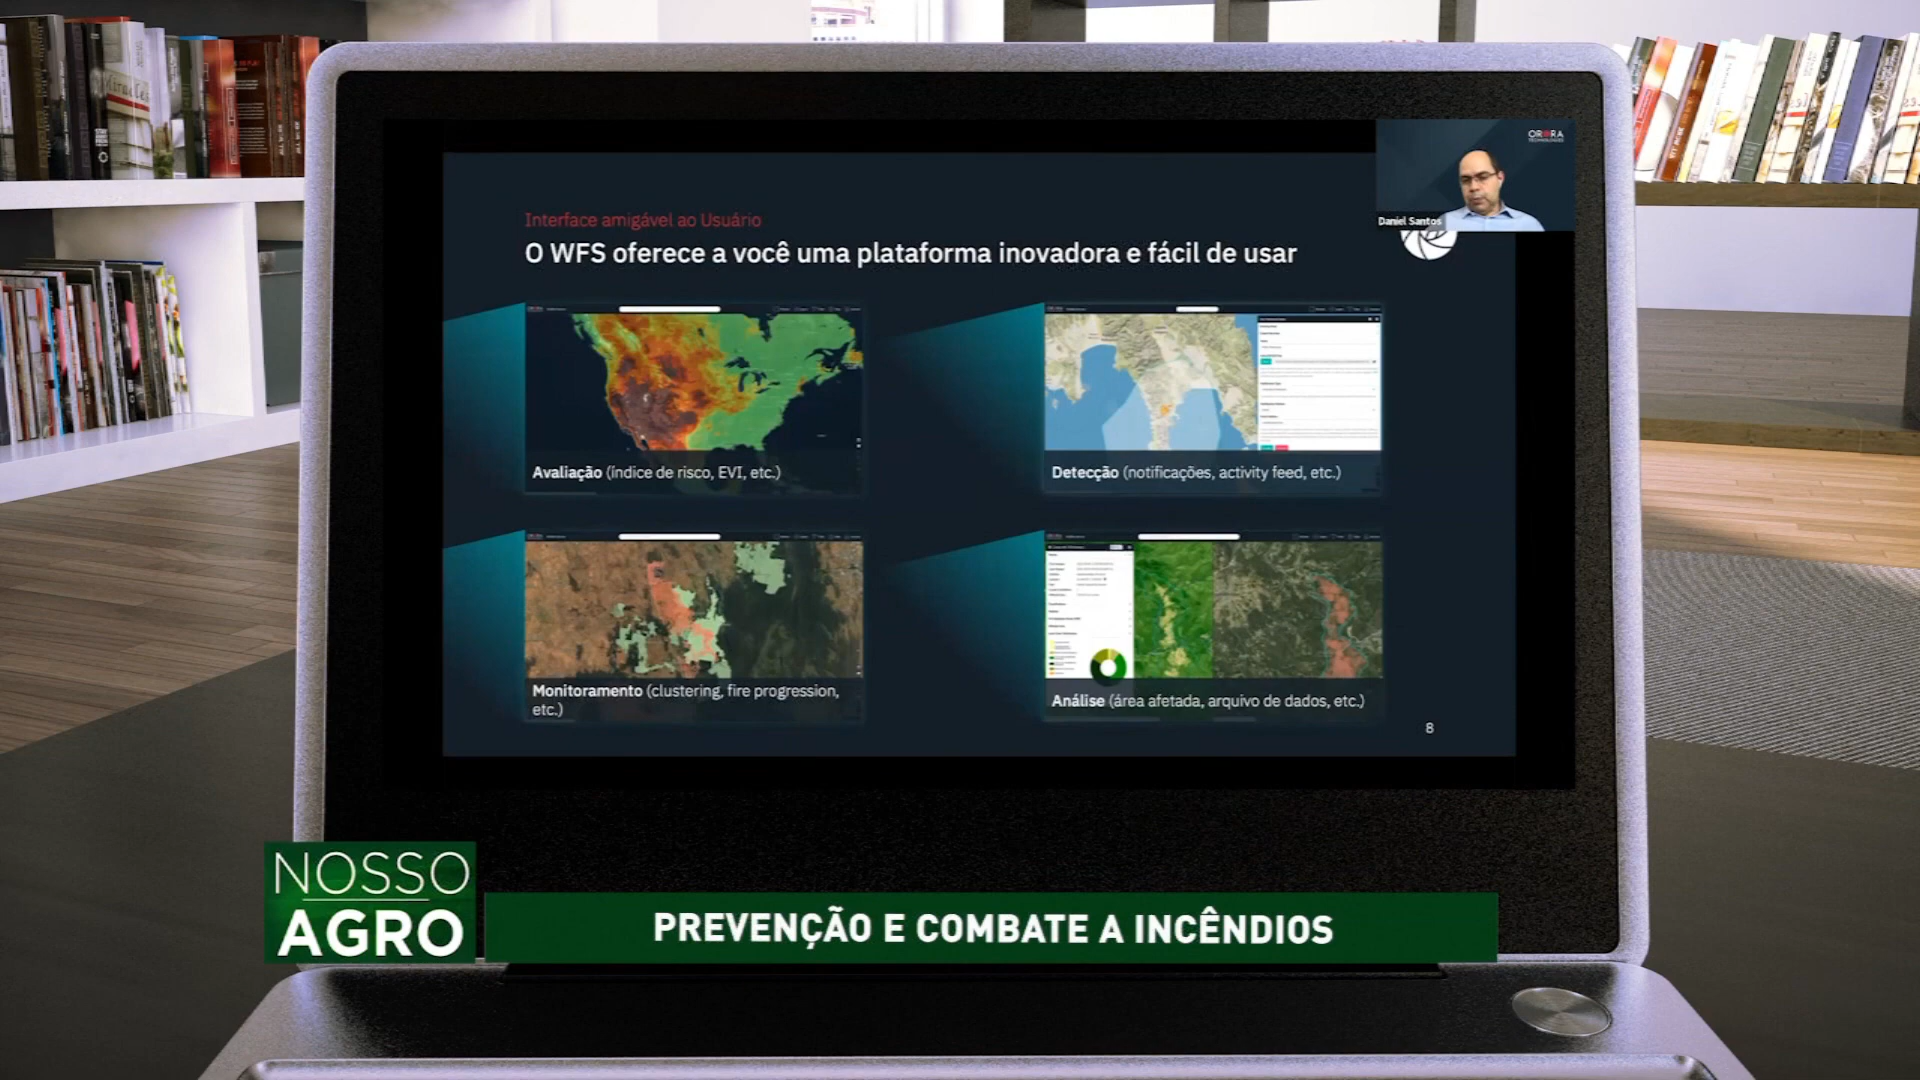 ORORA
TECHNOLOGIES
Daniel Santos
Interface amigável ao Usuário
O WFS oferece a você uma plataforma inovadora e fácil de usar
Avaliação (índice de risco, EVI, etc.)
Detecção (notificações, activity feed, etc.)
Monitoramento (clustering, fire progression,
etc.)
Análise (área afetada, arquivo de dados, etc.)
8
NOSSO
AGRO
PREVENÇÃO E COMBATE A INCÊNDIOS